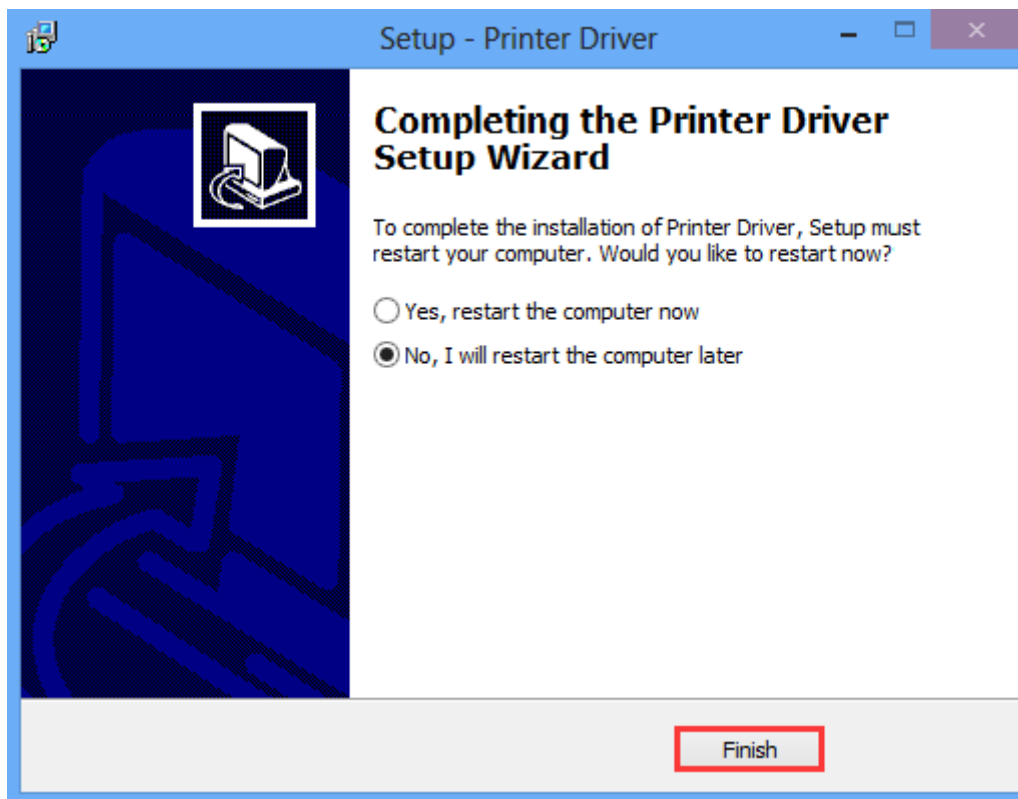 Setup - Printer Driver
Completing the Printer Driver
Setup Wizard
To complete the installation of Printer Driver, Setup must
restart your computer. Would you like to restart now?
Yes, restart the computer now
No, I will restart the computer later
Finish